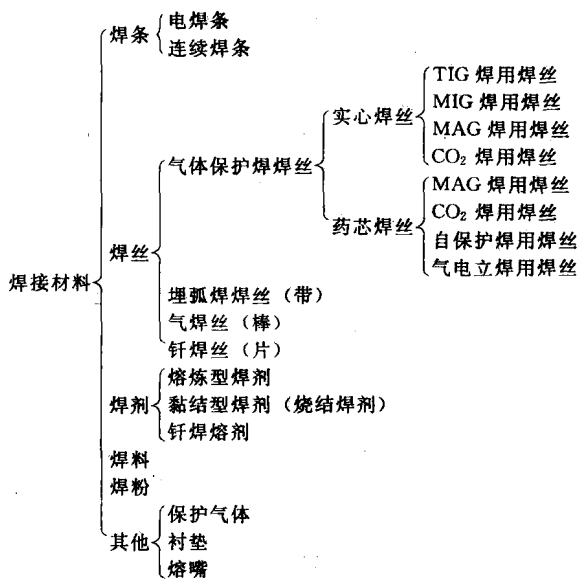 焊接材料
焊条
电焊条
连续焊条
焊丝
气体保护焊焊丝
实心焊丝
TIG 焊用焊丝
MIG 焊用焊丝
MAG 焊用焊丝
CO₂ 焊用焊丝
药芯焊丝
MAG 焊用焊丝
CO₂ 焊用焊丝
自保护焊用焊丝
气电立焊用焊丝
埋弧焊焊丝（带）
气焊丝（棒）
钎焊丝（片）
焊剂
熔炼型焊剂
黏结型焊剂（烧结焊剂）
钎焊熔剂
焊料
焊粉
其他
保护气体
衬垫
熔嘴